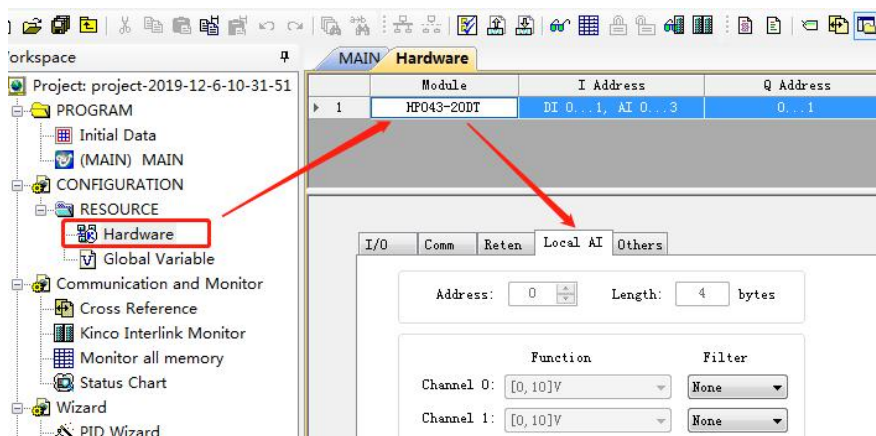 orkspace
Project: project-2019-12-6-10-31-51
PROGRAM
Initial Data
(MAIN) MAIN
CONFIGURATION
RESOURCE
Hardware
Global Variable
Communication and Monitor
Cross Reference
Kinco Interlink Monitor
Monitor all memory
Status Chart
Wizard
PID Wizard
MAIN Hardware
Module I Address Q Address
1 HP043-20DT DI 0...1, AI 0...3 0...1
I/O Comm Reten Local AI Others
Address: 0 Length: 4 bytes
Function Filter
Channel 0: [0,10]V None
Channel 1: [0,10]V None